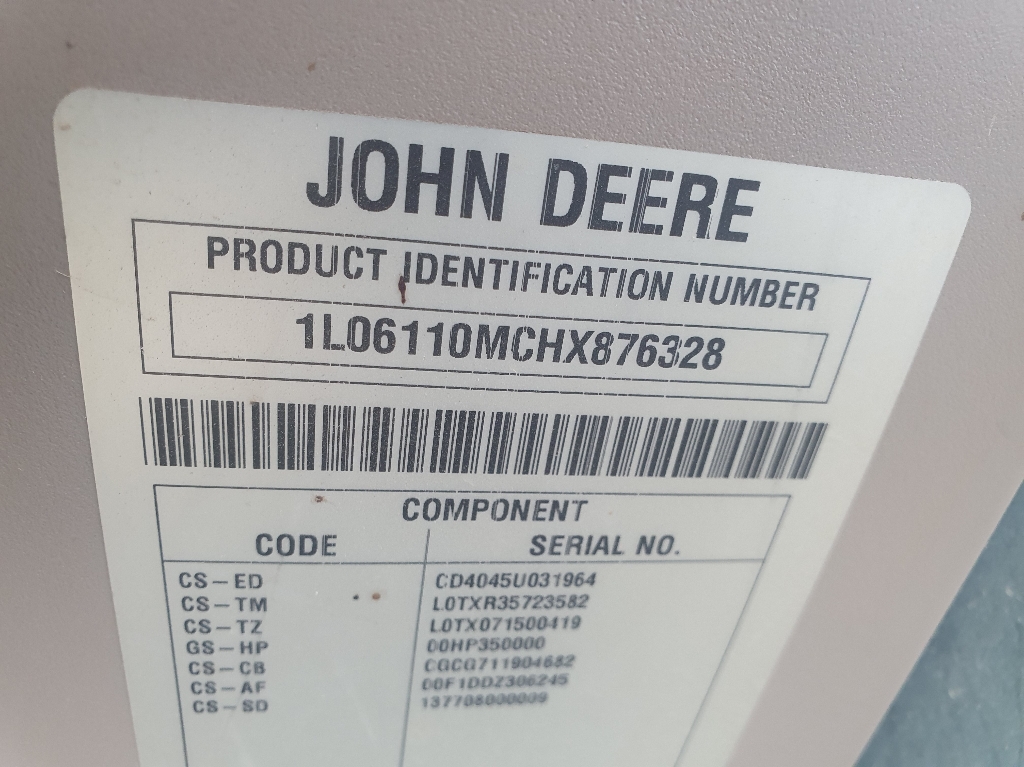 JOHN DEERE
PRODUCT IDENTIFICATION NUMBER
1L06110MCHX876328
COMPONENT
CODE SERIAL NO.
CS-ED CD4045U031964
CS-TM L0TXR35723582
CS-TZ L0TX071500419
GS-HP 00HP350000
CS-CB CGCG711904682
CS-AF 00F1DDZ306245
CS-SD 137708000009